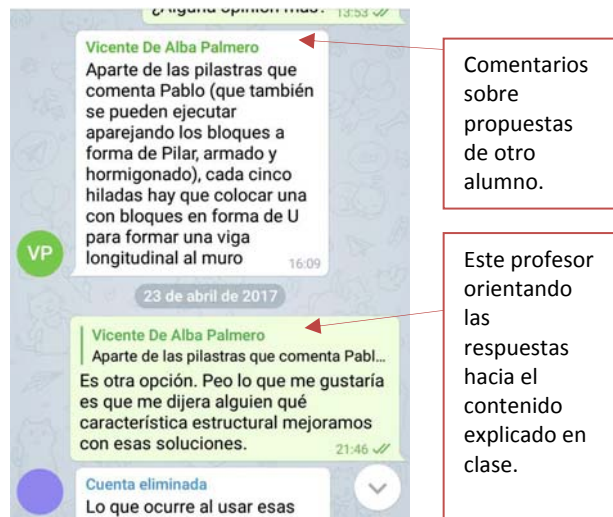 ¿Alguna opinión más? 13:53
Vicente De Alba Palmero
Aparte de las pilastras que
comenta Pablo (que también
se pueden ejecutar
aparejando los bloques a
forma de Pilar, armado y
hormigonado), cada cinco
hiladas hay que colocar una
con bloques en forma de U
para formar una viga
longitudinal al muro 16:09
VP
23 de abril de 2017
Vicente De Alba Palmero
Aparte de las pilastras que comenta Pabl...
Es otra opción. Peo lo que me gustaría
es que me dijera alguien qué
característica estructural mejoramos
con esas soluciones. 21:46
Cuenta eliminada
Lo que ocurre al usar esas
Comentarios
sobre
propuestas
de otro
alumno.
Este profesor
orientando
las
respuestas
hacia el
contenido
explicado en
clase.